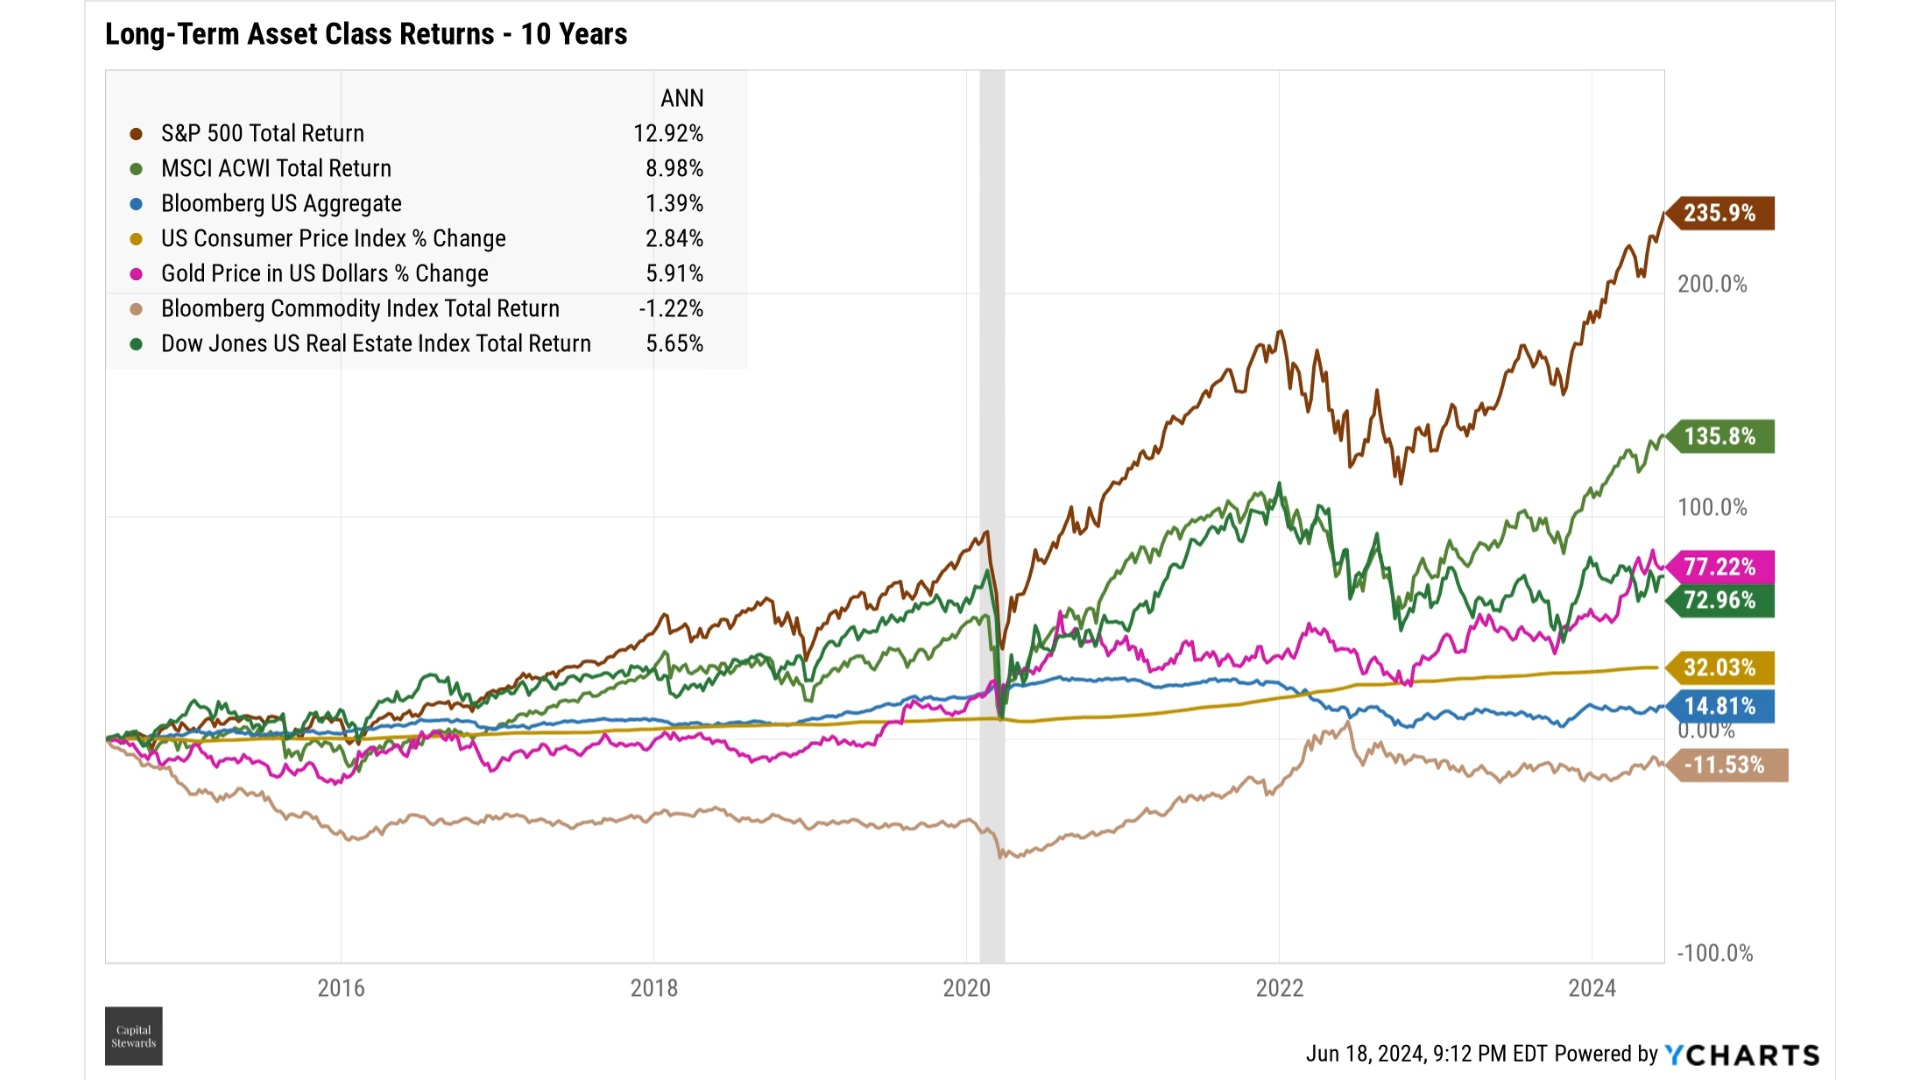 Long-Term Asset Class Returns - 10 Years
ANN
S&P 500 Total Return 12.92%
MSCI ACWI Total Return 8.98%
Bloomberg US Aggregate 1.39%
US Consumer Price Index % Change 2.84%
Gold Price in US Dollars % Change 5.91%
Bloomberg Commodity Index Total Return -1.22%
Dow Jones US Real Estate Index Total Return 5.65%
235.9%
200.0%
135.8%
100.0%
77.22%
72.96%
32.03%
14.81%
0.00%
-11.53%
-100.0%
2016 2018 2020 2022 2024
Capital
Stewards
Jun 18, 2024, 9:12 PM EDT Powered by YCHARTS